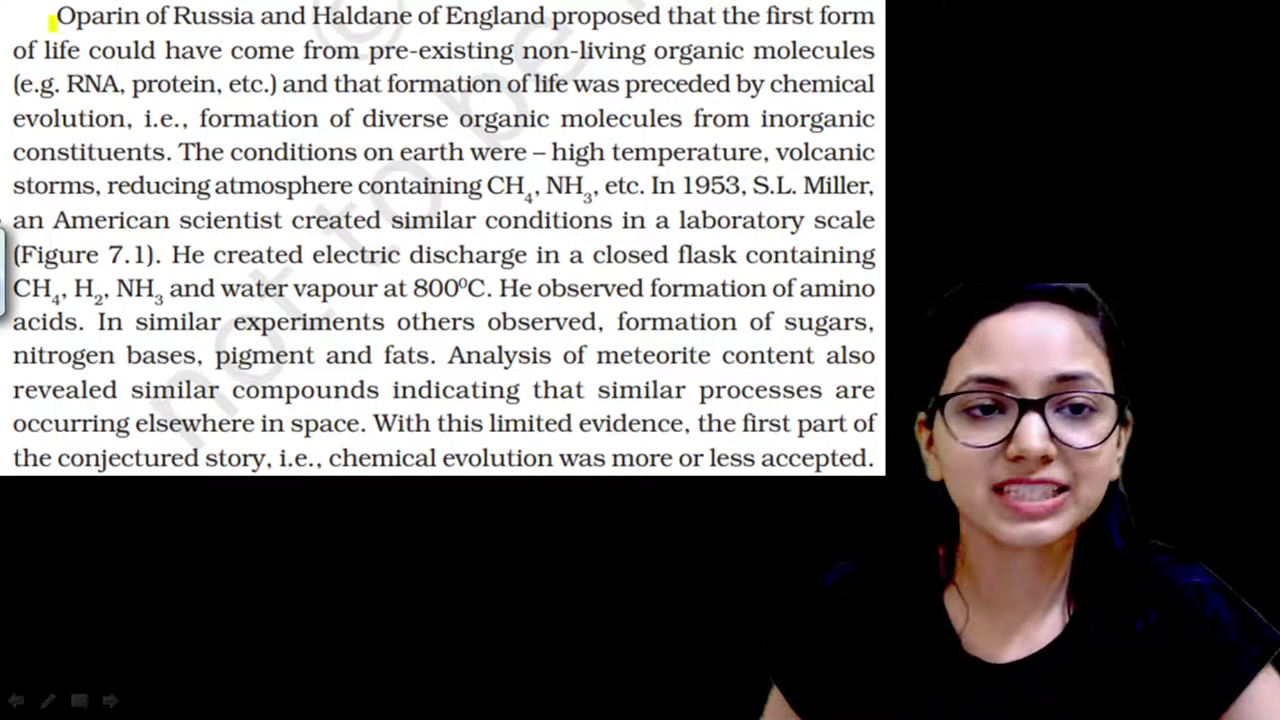 Oparin of Russia and Haldane of England proposed that the first form
of life could have come from pre-existing non-living organic molecules
(e.g. RNA, protein, etc.) and that formation of life was preceded by chemical
evolution, i.e., formation of diverse organic molecules from inorganic
constituents. The conditions on earth were – high temperature, volcanic
storms, reducing atmosphere containing CH₄, NH₃, etc. In 1953, S.L. Miller,
an American scientist created similar conditions in a laboratory scale
(Figure 7.1). He created electric discharge in a closed flask containing
CH₄, H₂, NH₃ and water vapour at 800⁰C. He observed formation of amino
acids. In similar experiments others observed, formation of sugars,
nitrogen bases, pigment and fats. Analysis of meteorite content also
revealed similar compounds indicating that similar processes are
occurring elsewhere in space. With this limited evidence, the first part of
the conjectured story, i.e., chemical evolution was more or less accepted.
© not to be